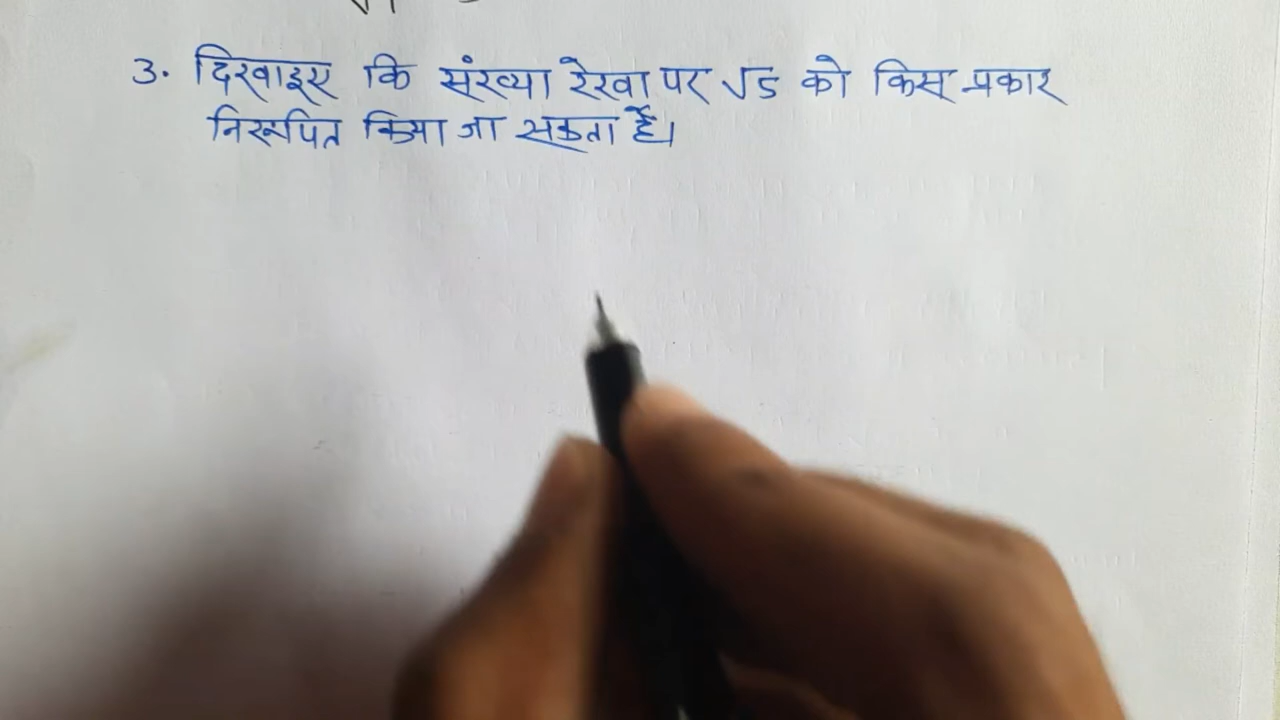 3. दिखाइए कि संख्या रेखा पर √5 को किस प्रकार
निरूपित किया जा सकता है।